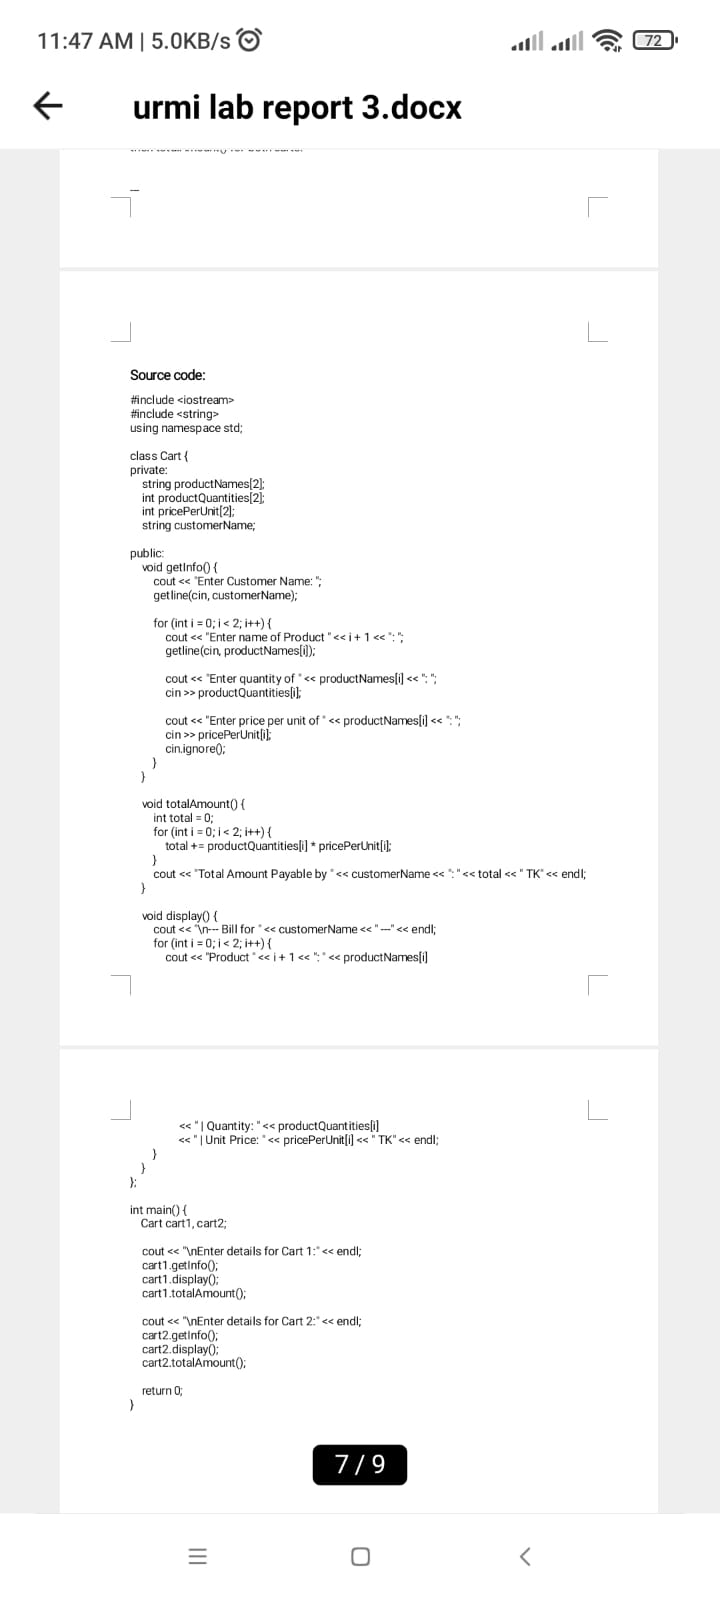 11:47 AM | 5.0KB/s
72
urmi lab report 3.docx
Source code:
#include <iostream>
#include <string>
using namespace std;
class Cart {
private:
string productNames[2];
int productQuantities[2];
int pricePerUnit[2];
string customerName;
public:
void getInfo() {
cout << "Enter Customer Name: ";
getline(cin, customerName);
for (int i = 0; i < 2; i++) {
cout << "Enter name of Product " << i + 1 << ": ";
getline(cin, productNames[i]);
cout << "Enter quantity of " << productNames[i] << ": ";
cin >> productQuantities[i];
cout << "Enter price per unit of " << productNames[i] << ": ";
cin >> pricePerUnit[i];
cin.ignore();
}
}
void totalAmount() {
int total = 0;
for (int i = 0; i < 2; i++) {
total += productQuantities[i] * pricePerUnit[i];
}
cout << "Total Amount Payable by " << customerName << ": " << total << " TK" << endl;
}
void display() {
cout << "\n--- Bill for " << customerName << " ---" << endl;
for (int i = 0; i < 2; i++) {
cout << "Product " << i + 1 << ": " << productNames[i]
<< " | Quantity: " << productQuantities[i]
<< " | Unit Price: " << pricePerUnit[i] << " TK" << endl;
}
}
};
int main() {
Cart cart1, cart2;
cout << "\nEnter details for Cart 1:" << endl;
cart1.getInfo();
cart1.display();
cart1.totalAmount();
cout << "\nEnter details for Cart 2:" << endl;
cart2.getInfo();
cart2.display();
cart2.totalAmount();
return 0;
}
7 / 9